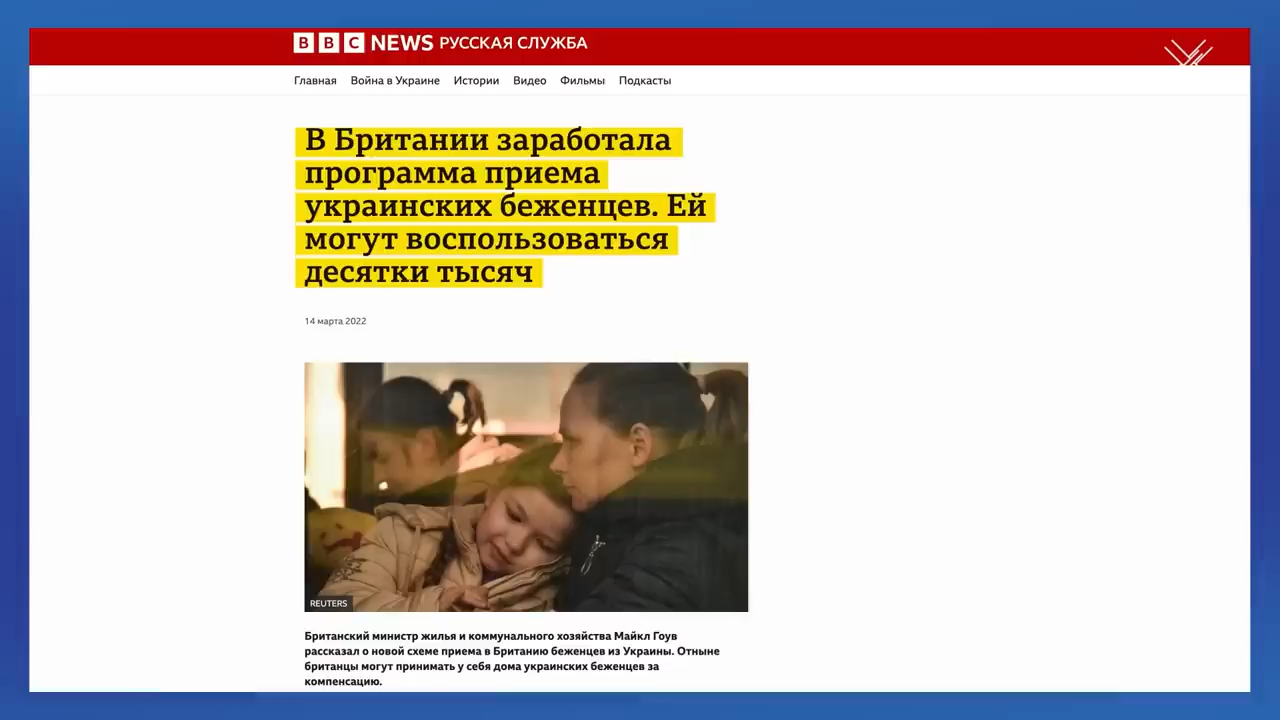 BBC NEWS РУССКАЯ СЛУЖБА
Главная Война в Украине Истории Видео Фильмы Подкасты
В Британии заработала
программа приема
украинских беженцев. Ей
могут воспользоваться
десятки тысяч
14 марта 2022
REUTERS
Британский министр жилья и коммунального хозяйства Майкл Гоув
рассказал о новой схеме приема в Британию беженцев из Украины. Отныне
британцы могут принимать у себя дома украинских беженцев за
компенсацию.